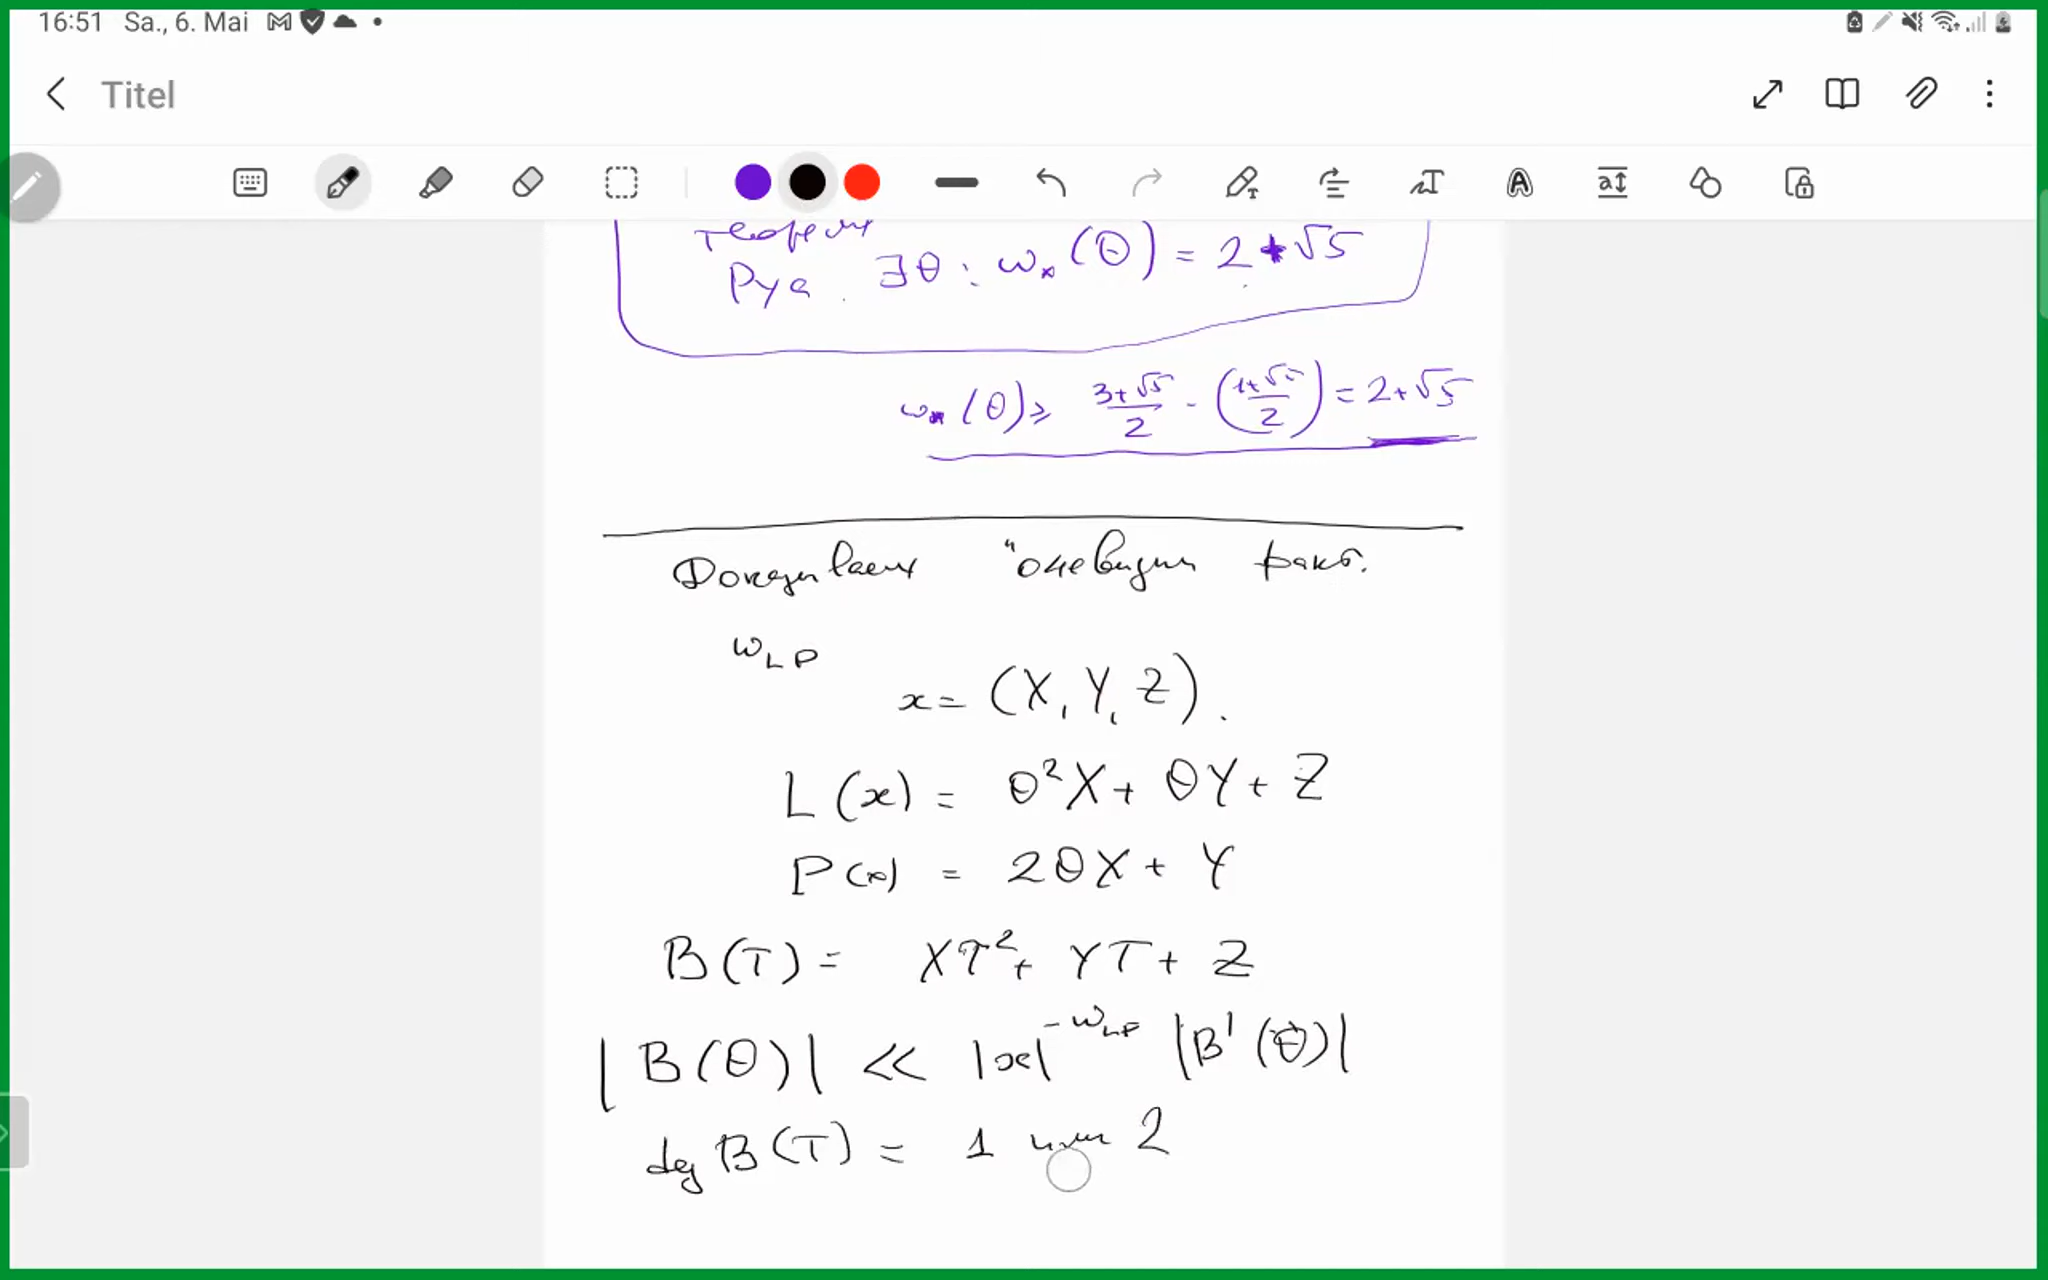 16:51 Sa., 6. Mai
Titel
теорема
Руа. ∃θ: ω*(θ) = 2+√5
ω*(θ) ≥ 3+√5/2 · (1+√5/2) = 2+√5
Доказываем "очевидный факт.
ω_LP
x = (X, Y, Z).
L(x) = θ²X + θY + Z
P(x) = 2θX + Y
B(T) = XT² + YT + Z
|B(θ)| ≪ |x|^{-ω_LP} |B'(θ)|
deg B(T) = 1 или 2